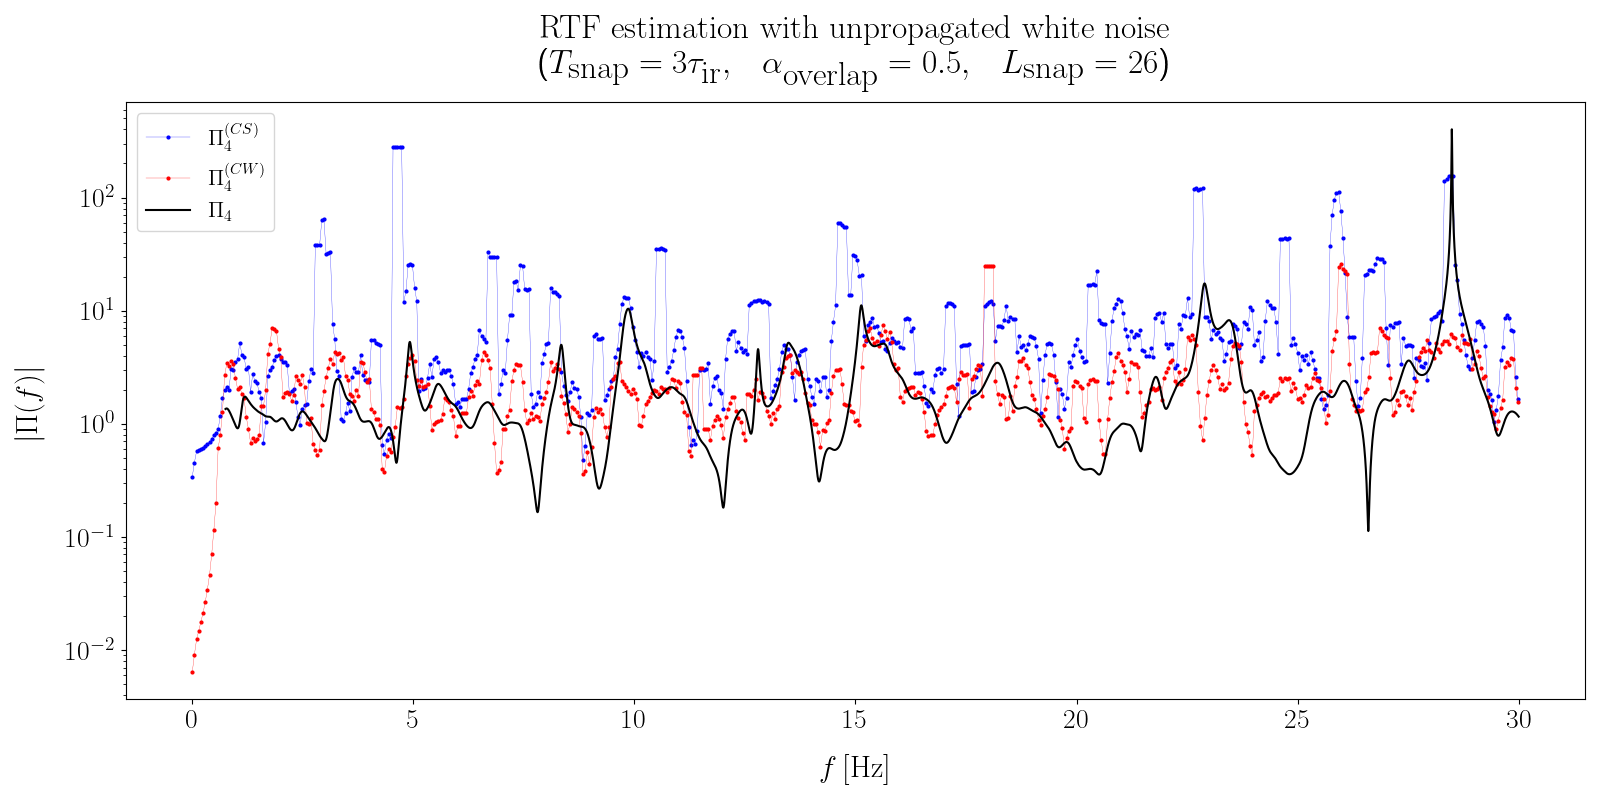 RTF estimation with unpropagated white noise
(T_snap = 3τ_ir, α_overlap = 0.5, L_snap = 26)
Π_4^(CS)
Π_4^(CW)
Π_4
|Π(f)|
10^2
10^1
10^0
10^−1
10^−2
0 5 10 15 20 25 30
f [Hz]